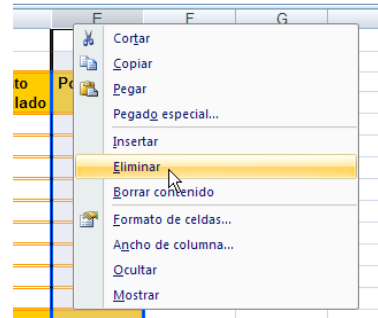 E F G
Cortar
Copiar
to Po Pegar
lado
Pegado especial...
Insertar
Eliminar
Borrar contenido
Formato de celdas...
Ancho de columna...
Ocultar
Mostrar